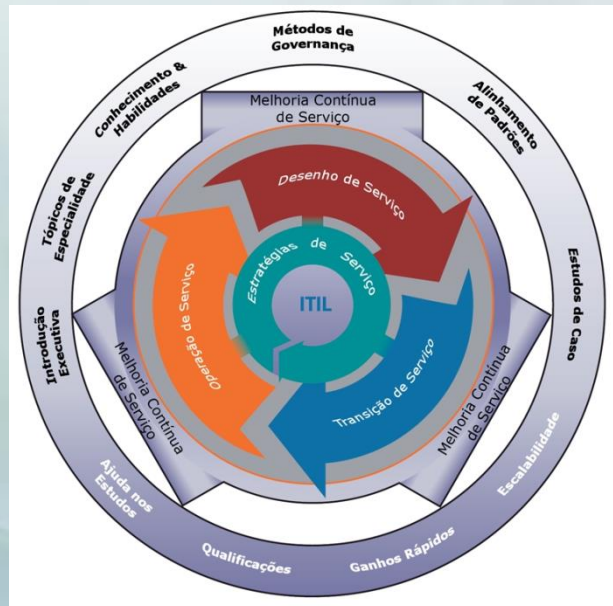 Métodos de
Governança
Alinhamento
de Padrões
Estudos de Caso
Escalabilidade
Ganhos Rápidos
Qualificações
Ajuda nos
Estudos
Introdução
Executiva
Tópicos de
Especialidade
Conhecimento &
Habilidades
Melhoria Contínua
de Serviço
Melhoria Contínua
de Serviço
Melhoria Contínua
de Serviço
Desenho de Serviço
Transição de Serviço
Operação de Serviço
Estratégias de Serviço
ITIL